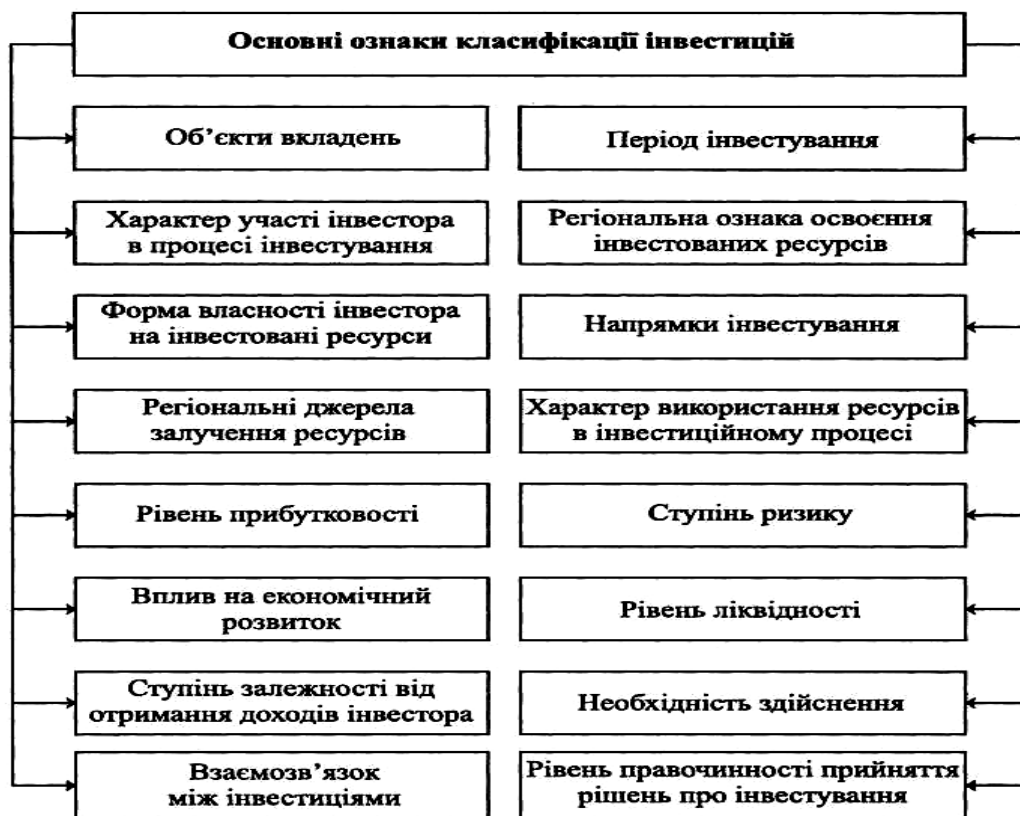 Основні ознаки класифікації інвестицій
Об’єкти вкладень
Період інвестування
Характер участі інвестора
в процесі інвестування
Регіональна ознака освоєння
інвестованих ресурсів
Форма власності інвестора
на інвестовані ресурси
Напрямки інвестування
Регіональні джерела
залучення ресурсів
Характер використання ресурсів
в інвестиційному процесі
Рівень прибутковості
Ступінь ризику
Вплив на економічний
розвиток
Рівень ліквідності
Ступінь залежності від
отримання доходів інвестора
Необхідність здійснення
Взаємозв’язок
між інвестиціями
Рівень правочинності прийняття
рішень про інвестування